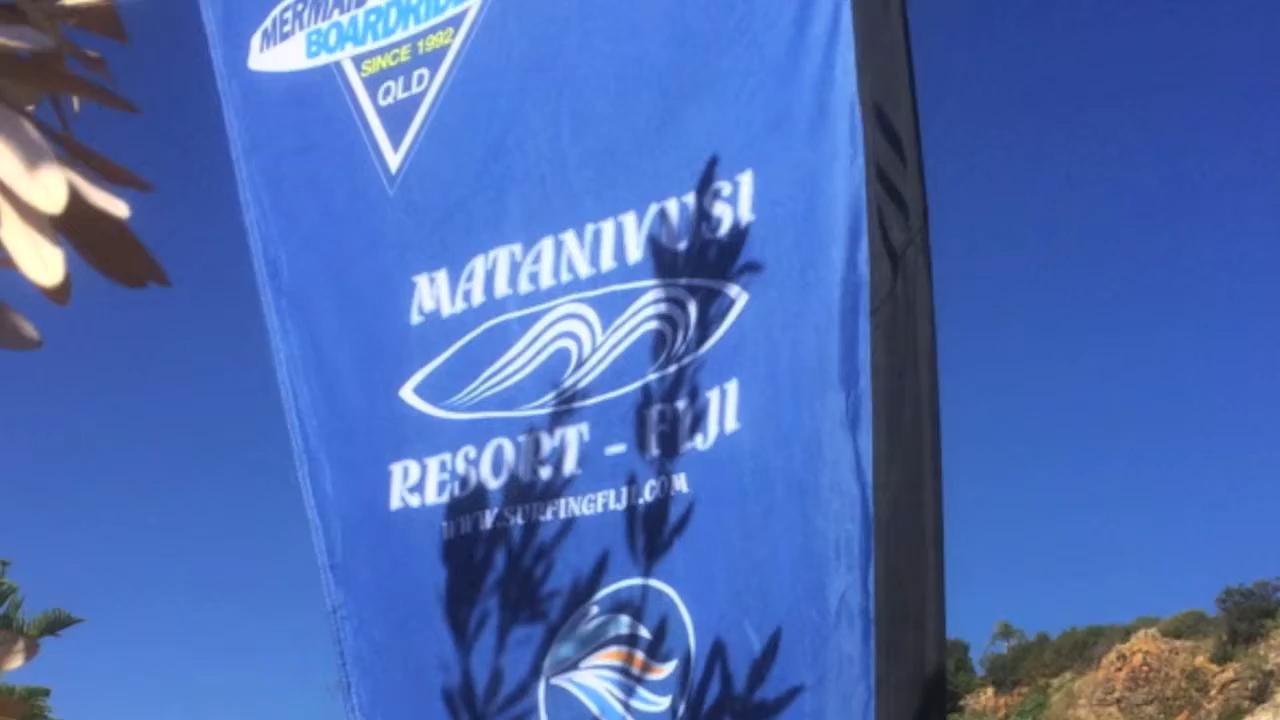 BOARDRID
SINCE 1992
QLD
MATANIVUSI
RESORT - FIJI
WWW.SURFINGFIJI.COM